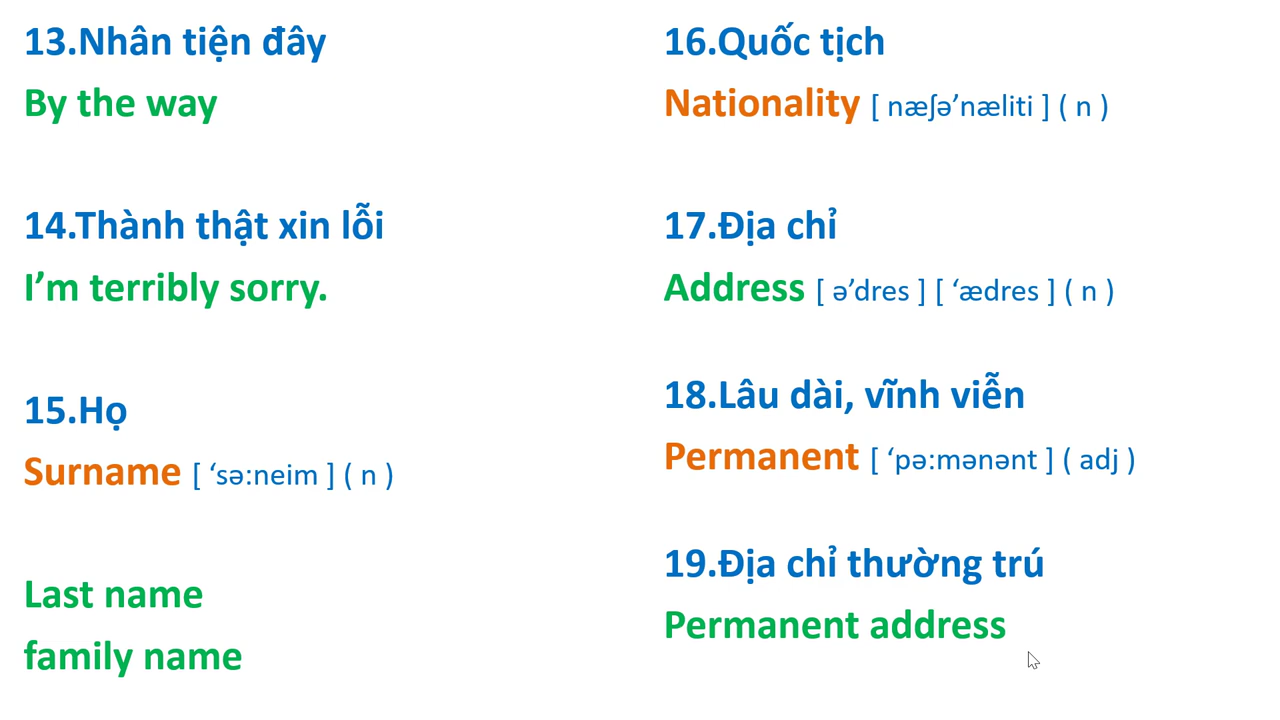 13.Nhân tiện đây
By the way
14.Thành thật xin lỗi
I’m terribly sorry.
15.Họ
Surname [ ‘sə:neim ] ( n )
Last name
family name
16.Quốc tịch
Nationality [ næʃə’næliti ] ( n )
17.Địa chỉ
Address [ ə’dres ] [ ‘ædres ] ( n )
18.Lâu dài, vĩnh viễn
Permanent [ ‘pə:mənənt ] ( adj )
19.Địa chỉ thường trú
Permanent address